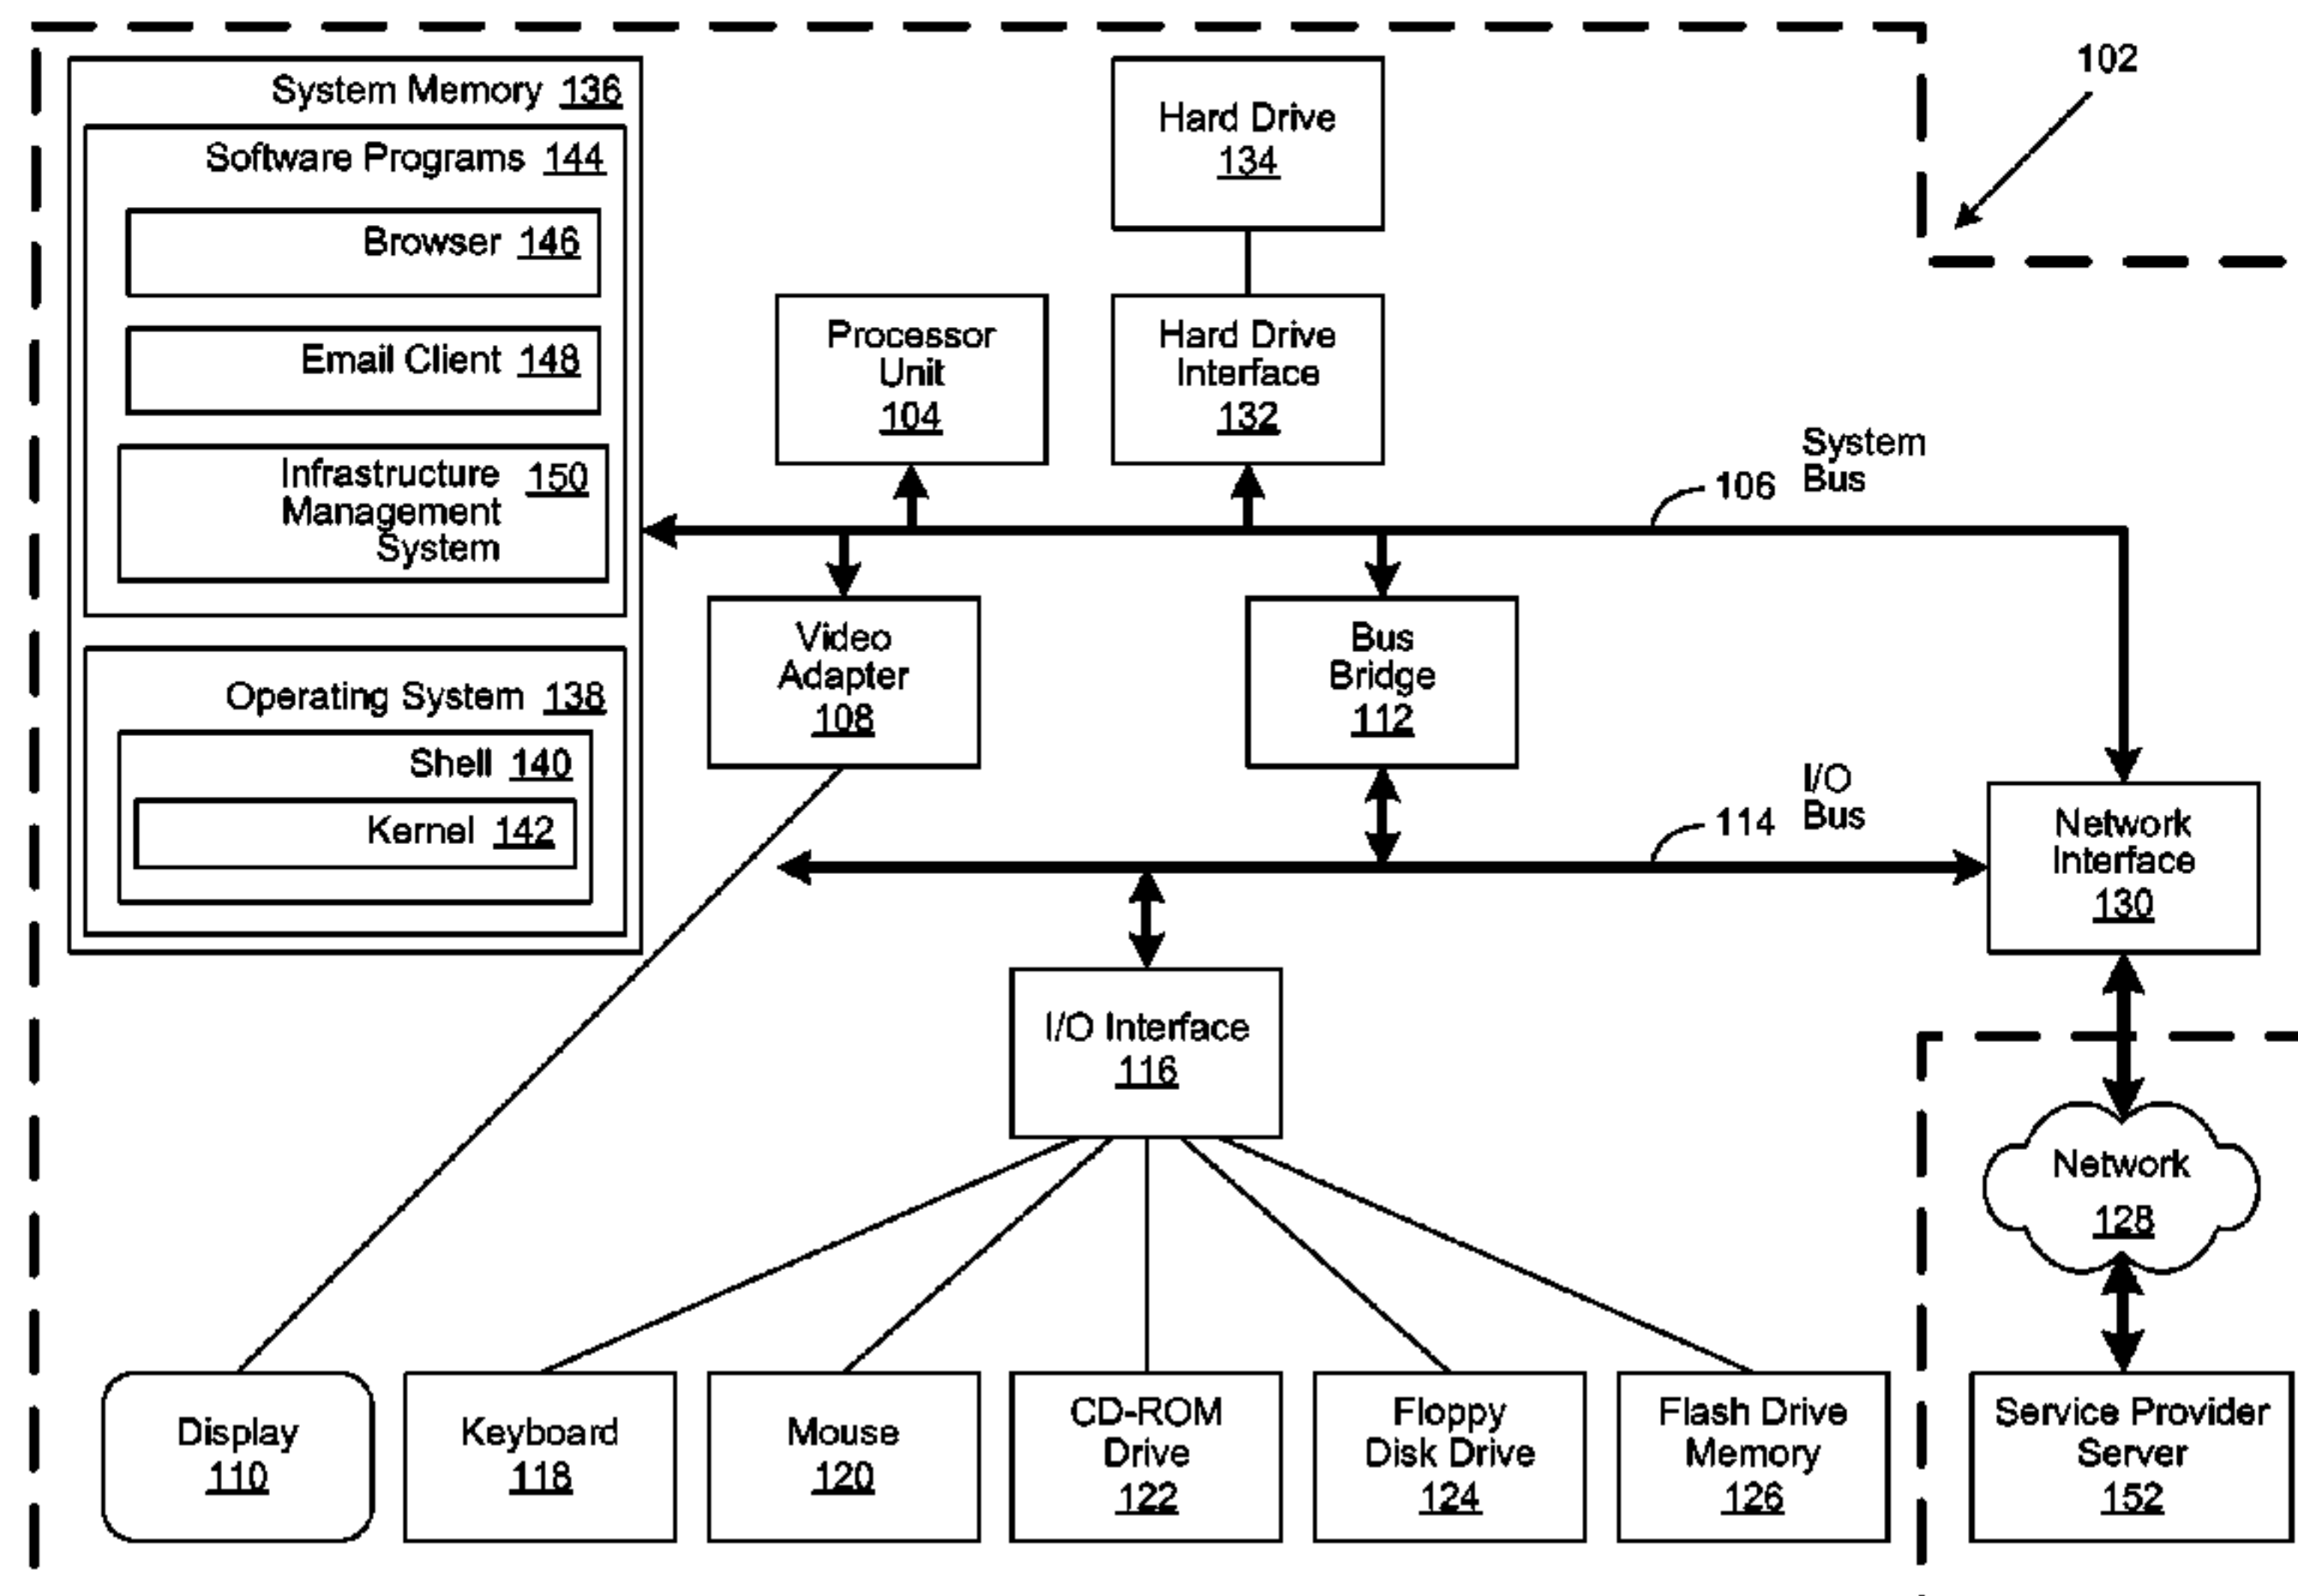 102
System Memory 136
Software Programs 144
Browser 146
Email Client 148
Infrastructure 150
Management
System
Operating System 138
Shell 140
Kernel 142
Hard Drive
134
Processor
Unit
104
Hard Drive
Interface
132
System
106 Bus
Video
Adapter
108
Bus
Bridge
112
I/O
114 Bus
Network
Interface
130
I/O Interface
116
Network
128
Display
110
Keyboard
118
Mouse
120
CD-ROM
Drive
122
Floppy
Disk Drive
124
Flash Drive
Memory
126
Service Provider
Server
152